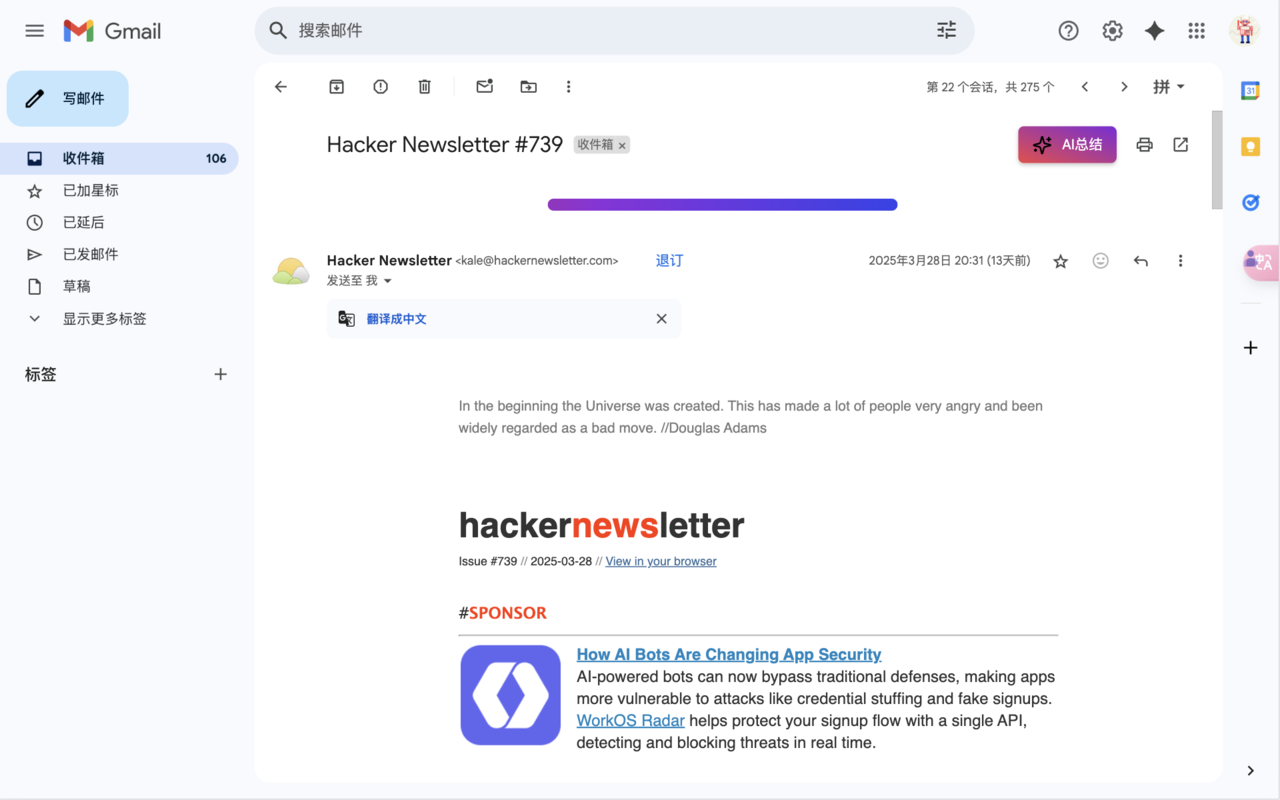 Gmail
搜索邮件
写邮件
第 22 个会话，共 275 个
拼
收件箱 106
已加星标
已延后
已发邮件
草稿
显示更多标签
标签
Hacker Newsletter #739 收件箱 ×
AI总结
31
Hacker Newsletter <kale@hackernewsletter.com> 退订
2025年3月28日 20:31 (13天前)
发送至 我
翻译成中文
In the beginning the Universe was created. This has made a lot of people very angry and been
widely regarded as a bad move. //Douglas Adams
hackernewsletter
Issue #739 // 2025-03-28 // View in your browser
#SPONSOR
How AI Bots Are Changing App Security
AI-powered bots can now bypass traditional defenses, making apps
more vulnerable to attacks like credential stuffing and fake signups.
WorkOS Radar helps protect your signup flow with a single API,
detecting and blocking threats in real time.